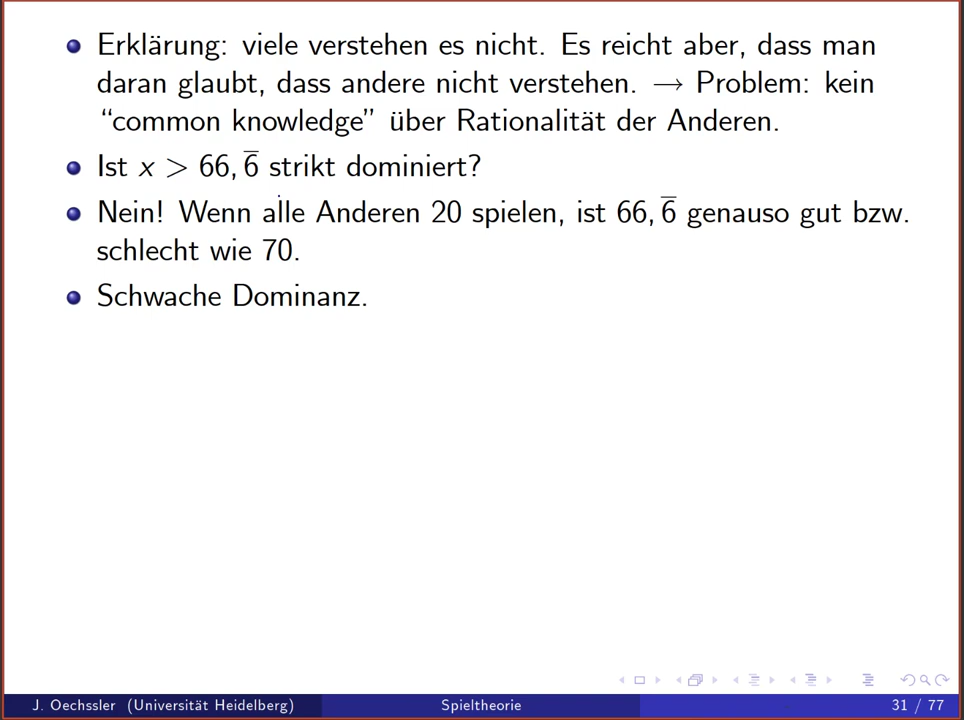 Erklärung: viele verstehen es nicht. Es reicht aber, dass man
daran glaubt, dass andere nicht verstehen. → Problem: kein
“common knowledge” über Rationalität der Anderen.
Ist x > 66, 6̅ strikt dominiert?
Nein! Wenn alle Anderen 20 spielen, ist 66, 6̅ genauso gut bzw.
schlecht wie 70.
Schwache Dominanz.
J. Oechssler (Universität Heidelberg) Spieltheorie 31 / 77